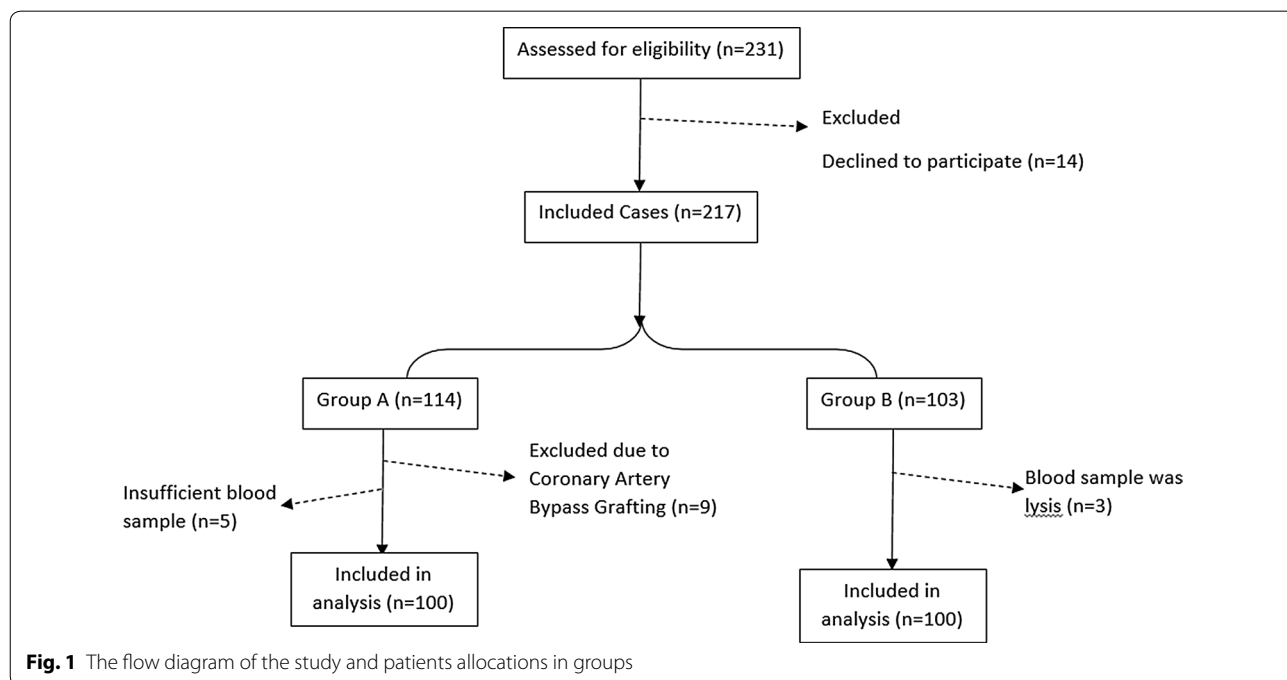 Assessed for eligibility (n=231)
Excluded
Declined to participate (n=14)
Included Cases (n=217)
Group A (n=114)
Group B (n=103)
Insufficient blood
sample (n=5)
Excluded due to
Coronary Artery
Bypass Grafting (n=9)
Blood sample was
lysis (n=3)
Included in
analysis (n=100)
Included in
analysis (n=100)
Fig. 1 The flow diagram of the study and patients allocations in groups